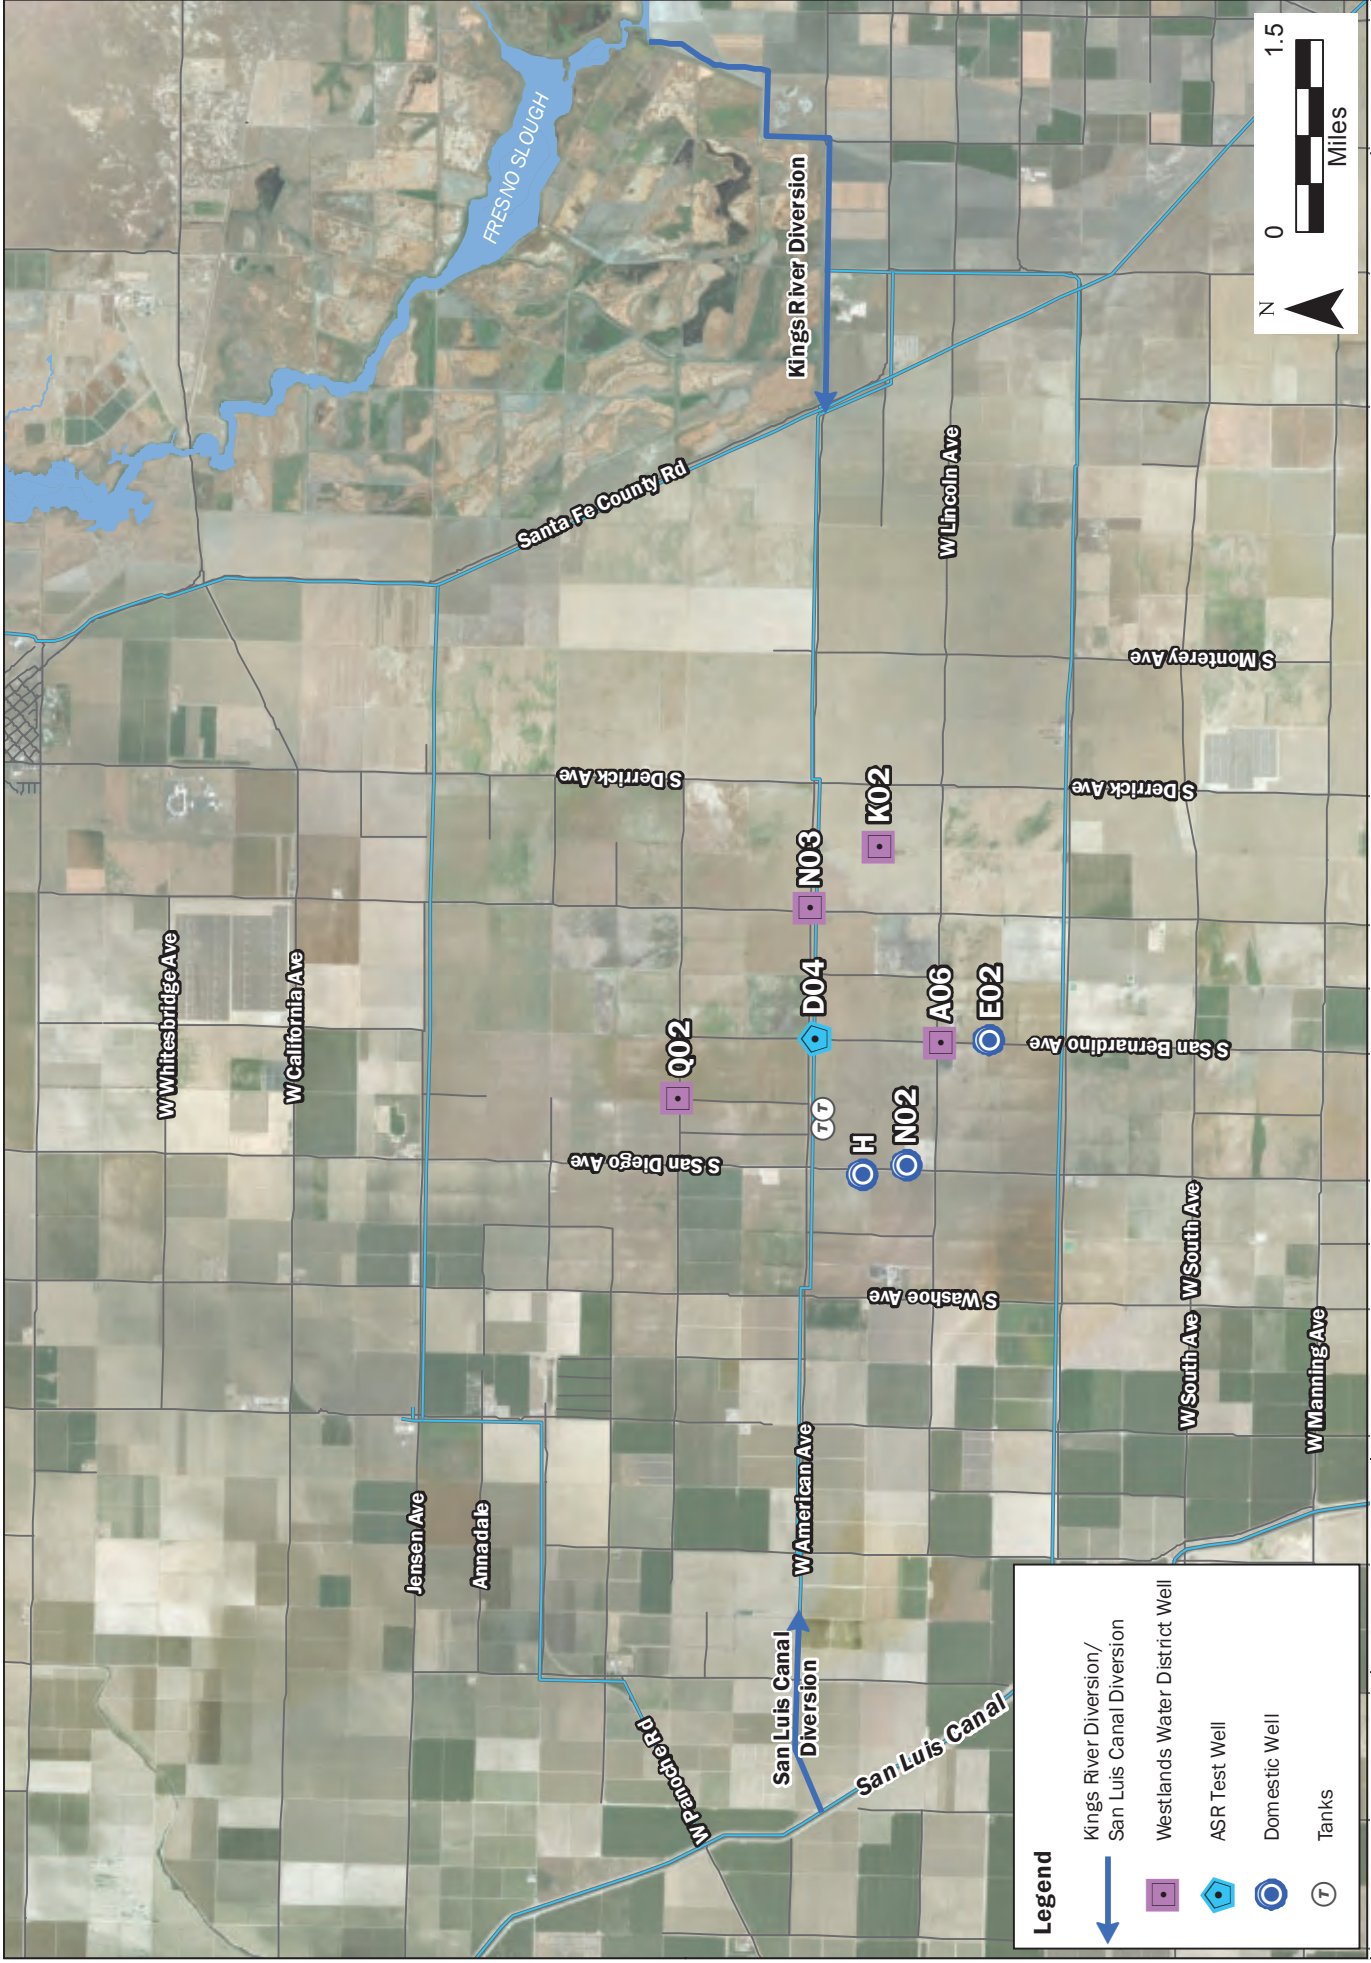 FRESNO SLOUGH
Kings River Diversion
Santa Fe County Rd
W Lincoln Ave
S Monterey Ave
S Derrick Ave
S Derrick Ave
K02
N03
W Whitesbridge Ave
W California Ave
D04
Q02
A06
E02
S San Bernardino Ave
T
T
S San Diego Ave
H
N02
S Washoe Ave
W South Ave
W South Ave
W Manning Ave
Jensen Ave
Annadale
W American Ave
San Luis Canal
Diversion
San Luis Canal
W Panoche Rd
Legend
Kings River Diversion/
San Luis Canal Diversion
Westlands Water District Well
ASR Test Well
Domestic Well
T
Tanks
N
0
1.5
Miles